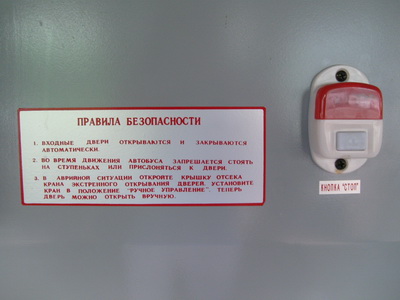 ПРАВИЛА БЕЗОПАСНОСТИ
1. ВХОДНЫЕ ДВЕРИ ОТКРЫВАЮТСЯ И ЗАКРЫВАЮТСЯ
АВТОМАТИЧЕСКИ.
2. ВО ВРЕМЯ ДВИЖЕНИЯ АВТОБУСА ЗАПРЕШАЕТСЯ СТОЯТЬ
НА СТУПЕНЬКАХ ИЛИ ПРИСЛОНЯТЬСЯ К ДВЕРИ.
3. В АВРИЙНОЙ СИТУАЦИИ ОТКРОЙТЕ КРЫШКУ ОТСЕКА
КРАНА ЭКСТРЕННОГО ОТКРЫВАНИЯ ДВЕРЕЙ. УСТАНОВИТЕ
КРАН В ПОЛОЖЕНИЕ "РУЧНОЕ УПРАВЛЕНИЕ". ТЕПЕРЬ
ДВЕРЬ МОЖНО ОТКРЫТЬ ВРУЧНУЮ.
КНОПКА "СТОП"